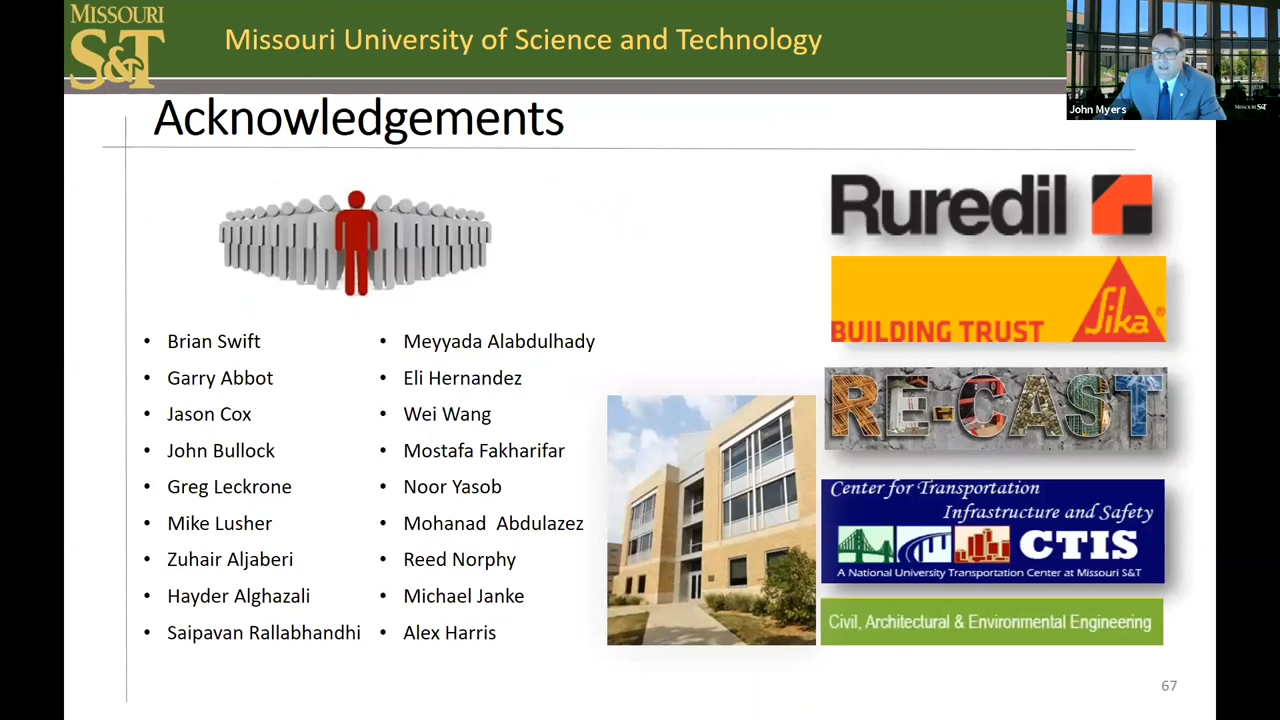 MISSOURI
S&T
Missouri University of Science and Technology
John Myers
MISSOURI S&T
Acknowledgements
Ruredil
BUILDING TRUST
Sika®
RE-CAST
Center for Transportation
Infrastructure and Safety
CTIS
A National University Transportation Center at Missouri S&T
Civil, Architectural & Environmental Engineering
• Brian Swift
• Garry Abbot
• Jason Cox
• John Bullock
• Greg Leckrone
• Mike Lusher
• Zuhair Aljaberi
• Hayder Alghazali
• Saipavan Rallabhandhi
• Meyyada Alabdulhady
• Eli Hernandez
• Wei Wang
• Mostafa Fakharifar
• Noor Yasob
• Mohanad Abdulazez
• Reed Norphy
• Michael Janke
• Alex Harris
67